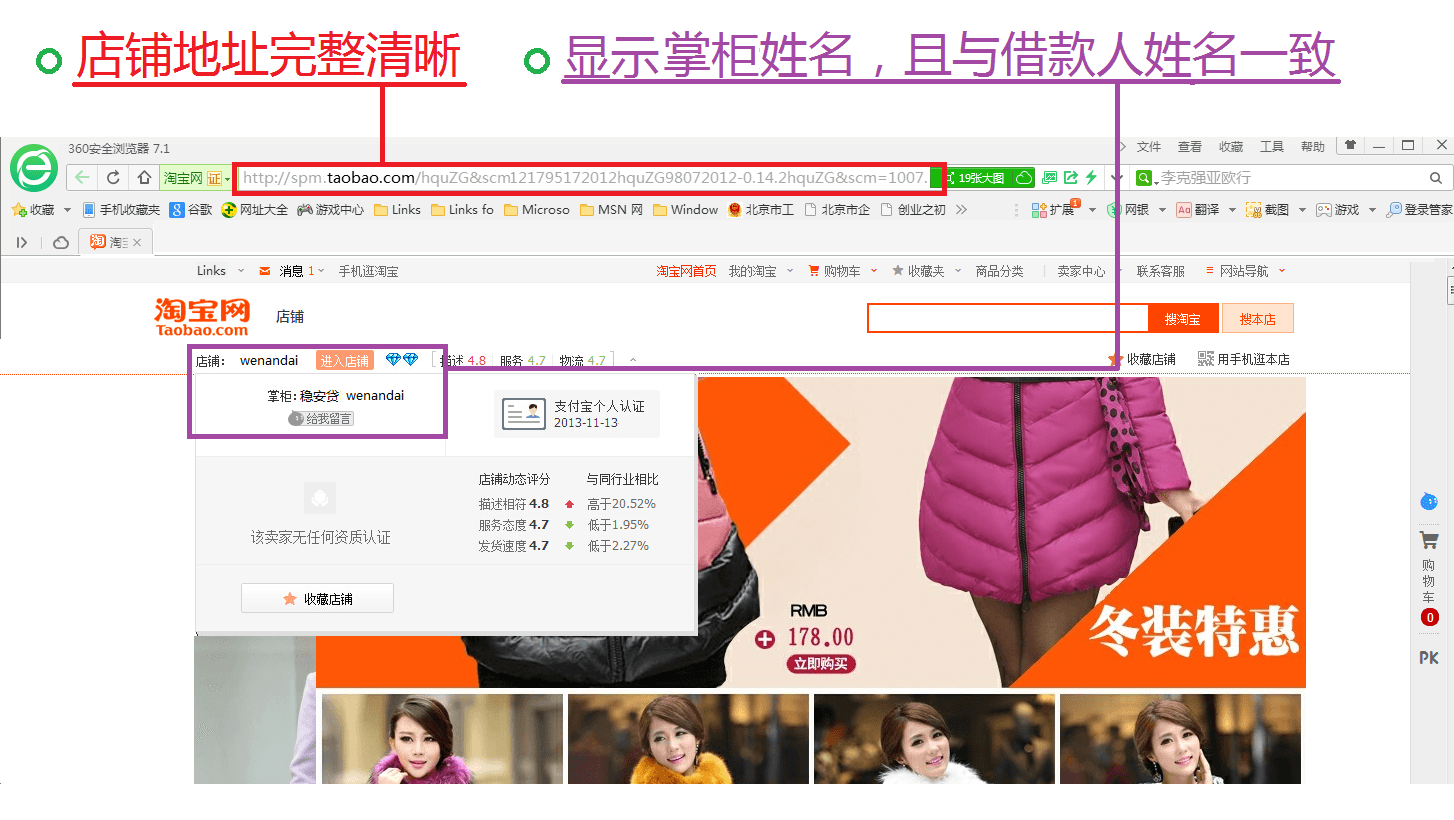 店铺地址完整清晰
显示掌柜姓名，且与借款人姓名一致
360安全浏览器 7.1
文件 查看 收藏 工具 帮助
淘宝网 证 http://spm.taobao.com/hquZG&scm121795172012hquZG98072012-0.14.2hquZG&scm=1007. 19张大图 李克强亚欧行
收藏 手机收藏夹 谷歌 网址大全 游戏中心 Links Links fo Microso MSN 网 Window 北京市工 北京市企 创业之初 扩展 1 网银 翻译 截图 游戏 登录管家
淘
Links 消息 1 手机逛淘宝 淘宝网首页 我的淘宝 购物车 收藏夹 商品分类 卖家中心 联系客服 网站导航
淘宝网
Taobao.com
店铺
搜淘宝 搜本店
店铺: wenandai 进入店铺 描述 4.8 服务 4.7 物流 4.7 收藏店铺 用手机逛本店
掌柜: 稳安贷 wenandai
给我留言
支付宝个人认证
2013-11-13
店铺动态评分 与同行业相比
描述相符 4.8 高于20.52%
服务态度 4.7 低于1.95%
发货速度 4.7 低于2.27%
该卖家无任何资质认证
收藏店铺
RMB
178.00
立即购买
冬装特惠
购物车
0
PK